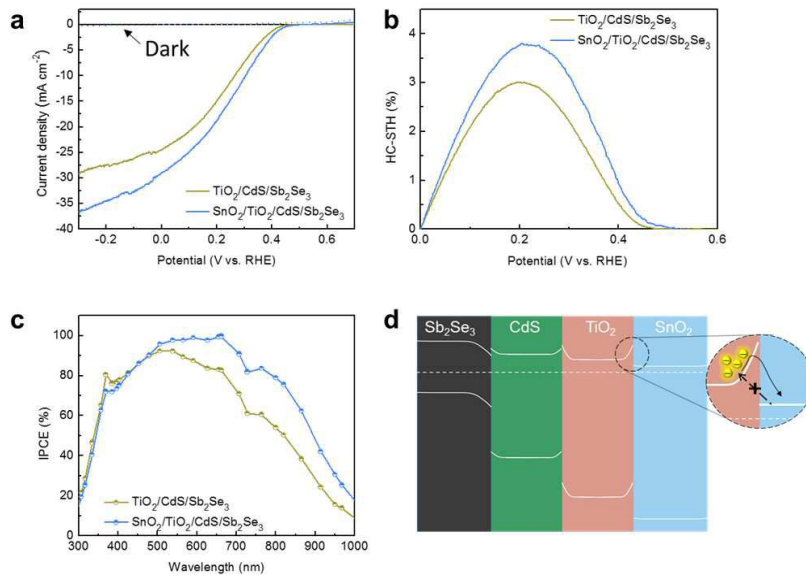 a
0
-5
-10
-15
-20
-25
-30
-35
-40
Dark
TiO₂/CdS/Sb₂Se₃
SnO₂/TiO₂/CdS/Sb₂Se₃
-0.2 0.0 0.2 0.4 0.6
Potential (V vs. RHE)
Current density (mA cm⁻²)
b
TiO₂/CdS/Sb₂Se₃
SnO₂/TiO₂/CdS/Sb₂Se₃
4
3
2
1
0
0.0 0.2 0.4 0.6
Potential (V vs. RHE)
HC-STH (%)
c
100
80
60
40
20
0
TiO₂/CdS/Sb₂Se₃
SnO₂/TiO₂/CdS/Sb₂Se₃
300 400 500 600 700 800 900 1000
Wavelength (nm)
IPCE (%)
d
Sb₂Se₃ CdS TiO₂ SnO₂